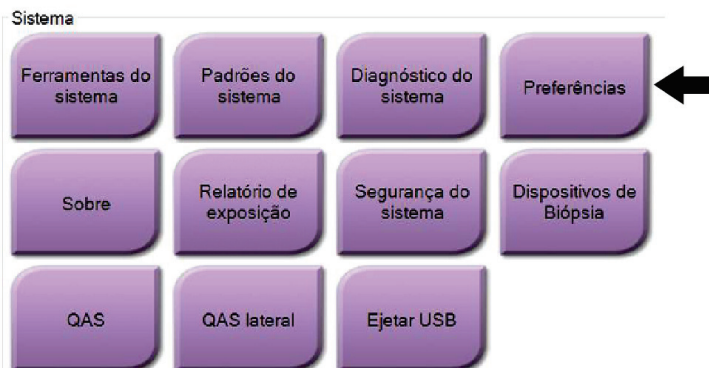 Sistema
Ferramentas do
sistema
Padrões do
sistema
Diagnóstico do
sistema
Preferências
Sobre
Relatório de
exposição
Segurança do
sistema
Dispositivos de
Biópsia
QAS
QAS lateral
Ejetar USB